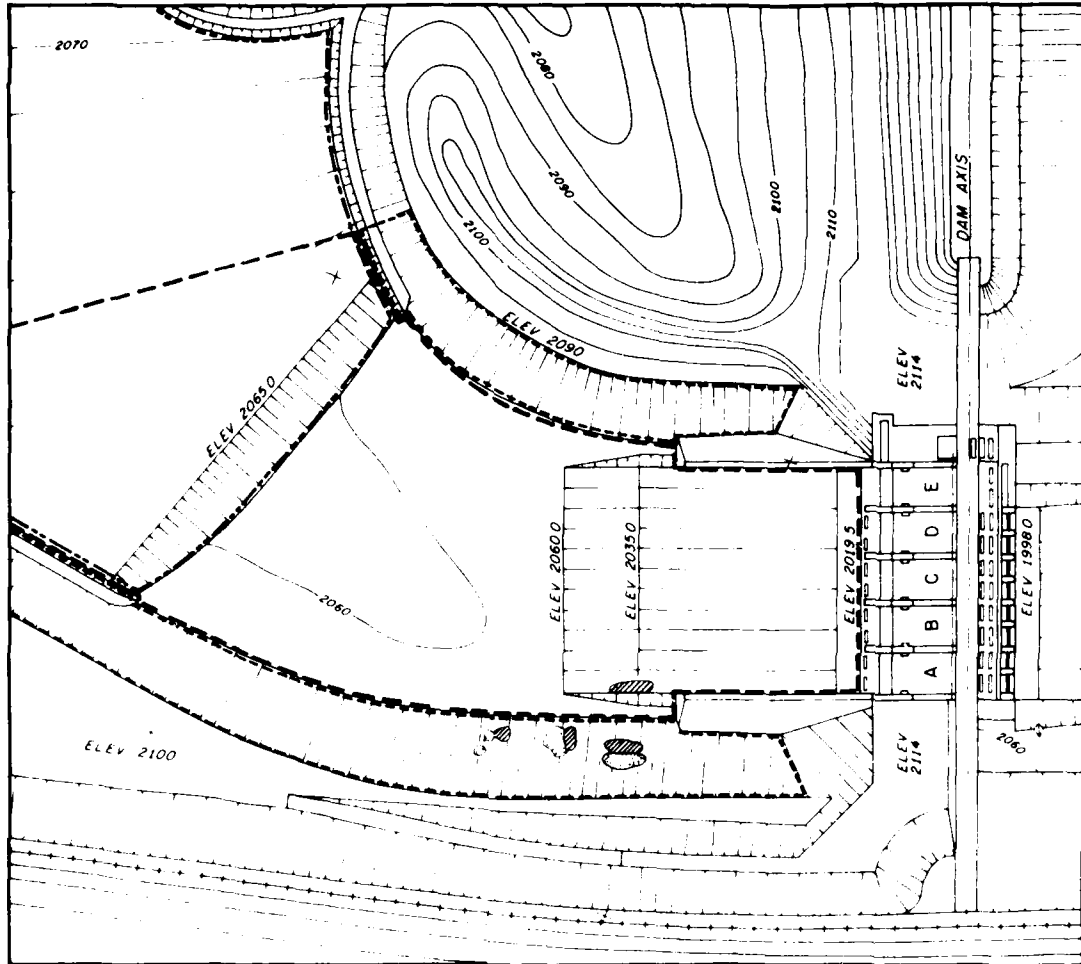 2070
2080
2090
2100
2100
2110
DAM AXIS
ELEV 2090
ELEV
2114
ELEV 2065.0
ELEV 2060.0
ELEV 2035.0
ELEV 2019.5
ELEV 1998.0
E
D
C
B
A
2060
ELEV 2100
ELEV
2114
2060